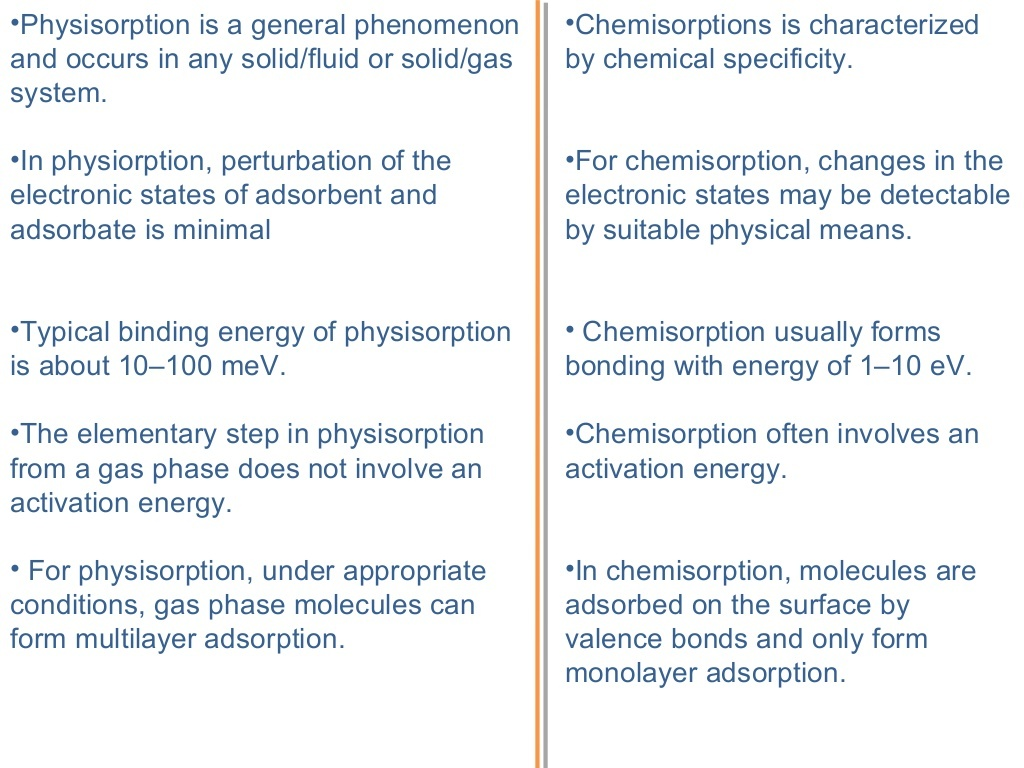 •Physisorption is a general phenomenon
and occurs in any solid/fluid or solid/gas
system.
•In physiorption, perturbation of the
electronic states of adsorbent and
adsorbate is minimal
•Typical binding energy of physisorption
is about 10–100 meV.
•The elementary step in physisorption
from a gas phase does not involve an
activation energy.
• For physisorption, under appropriate
conditions, gas phase molecules can
form multilayer adsorption.
•Chemisorptions is characterized
by chemical specificity.
•For chemisorption, changes in the
electronic states may be detectable
by suitable physical means.
• Chemisorption usually forms
bonding with energy of 1–10 eV.
•Chemisorption often involves an
activation energy.
•In chemisorption, molecules are
adsorbed on the surface by
valence bonds and only form
monolayer adsorption.